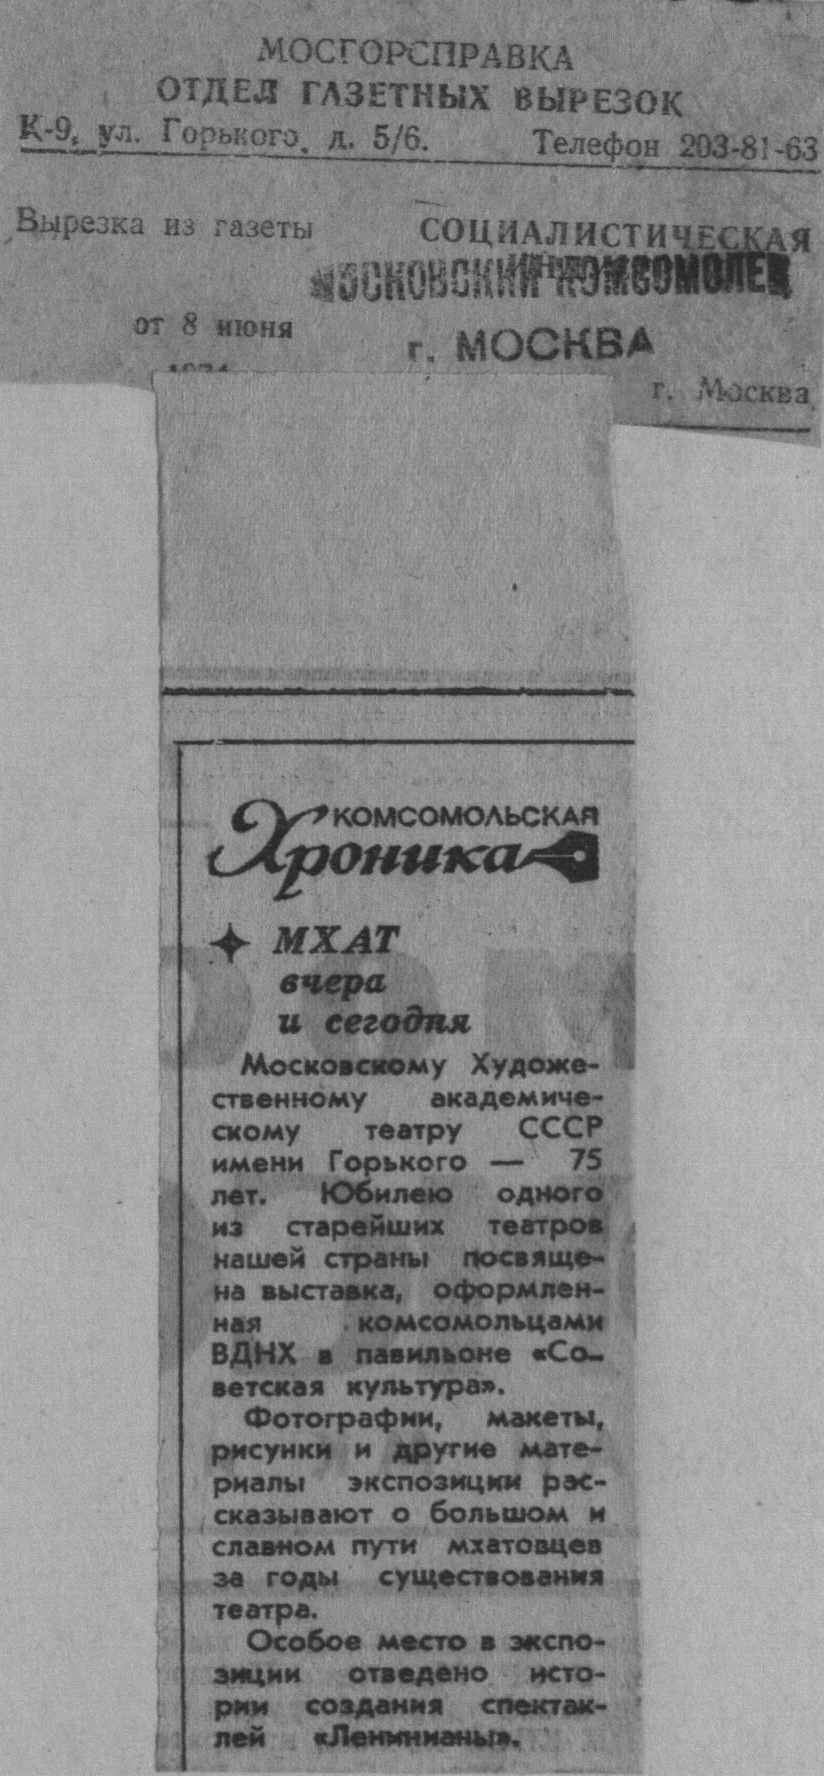 МОСГОРСПРАВКА
ОТДЕЛ ГАЗЕТНЫХ ВЫРЕЗОК
К-9, ул. Горького, д. 5/6. Телефон 203-81-63
Вырезка из газеты СОЦИАЛИСТИЧЕСКАЯ
МОСКОВСКИЙ КОМСОМОЛЕЦ
от 8 июня
г. МОСКВА
г. Москва
КОМСОМОЛЬСКАЯ
Хроника
МХАТ
вчера
и сегодня
Московскому Художе-
ственному академиче-
скому театру СССР
имени Горького — 75
лет. Юбилею одного
из старейших театров
нашей страны посвяще-
на выставка, оформлен-
ная комсомольцами
ВДНХ в павильоне «Со-
ветская культура».
Фотографии, макеты,
рисунки и другие мате-
риалы экспозиции рас-
сказывают о большом и
славном пути мхатовцев
за годы существования
театра.
Особое место в экспо-
зиции отведено исто-
рии создания спектак-
лей «Ленинианы».